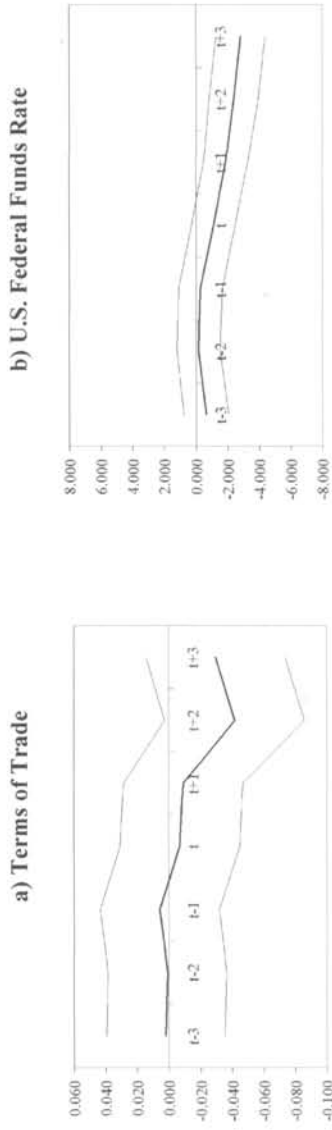 a) Terms of Trade
0.060
0.040
0.020
0.000
-0.020
-0.040
-0.060
-0.080
-0.100
t-3
t-2
t-1
t
t+1
t+2
t+3
b) U.S. Federal Funds Rate
8.000
6.000
4.000
2.000
0.000
-2.000
-4.000
-6.000
-8.000
t-3
t-2
t-1
t
t+1
t+2
t+3